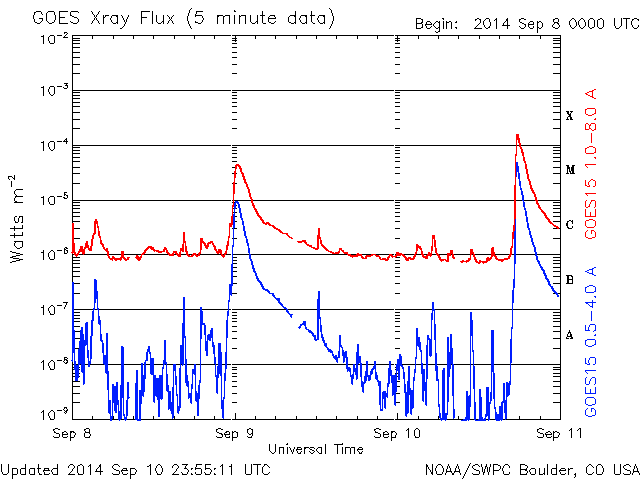 GOES Xray Flux (5 minute data)
Begin: 2014 Sep 8 0000 UTC
10⁻²
10⁻³
10⁻⁴
10⁻⁵
10⁻⁶
10⁻⁷
10⁻⁸
10⁻⁹
Watts m⁻²
X
M
C
B
A
GOES15 1.0-8.0 A
GOES15 0.5-4.0 A
Sep 8
Sep 9
Sep 10
Sep 11
Universal Time
Updated 2014 Sep 10 23:55:11 UTC
NOAA/SWPC Boulder, CO USA